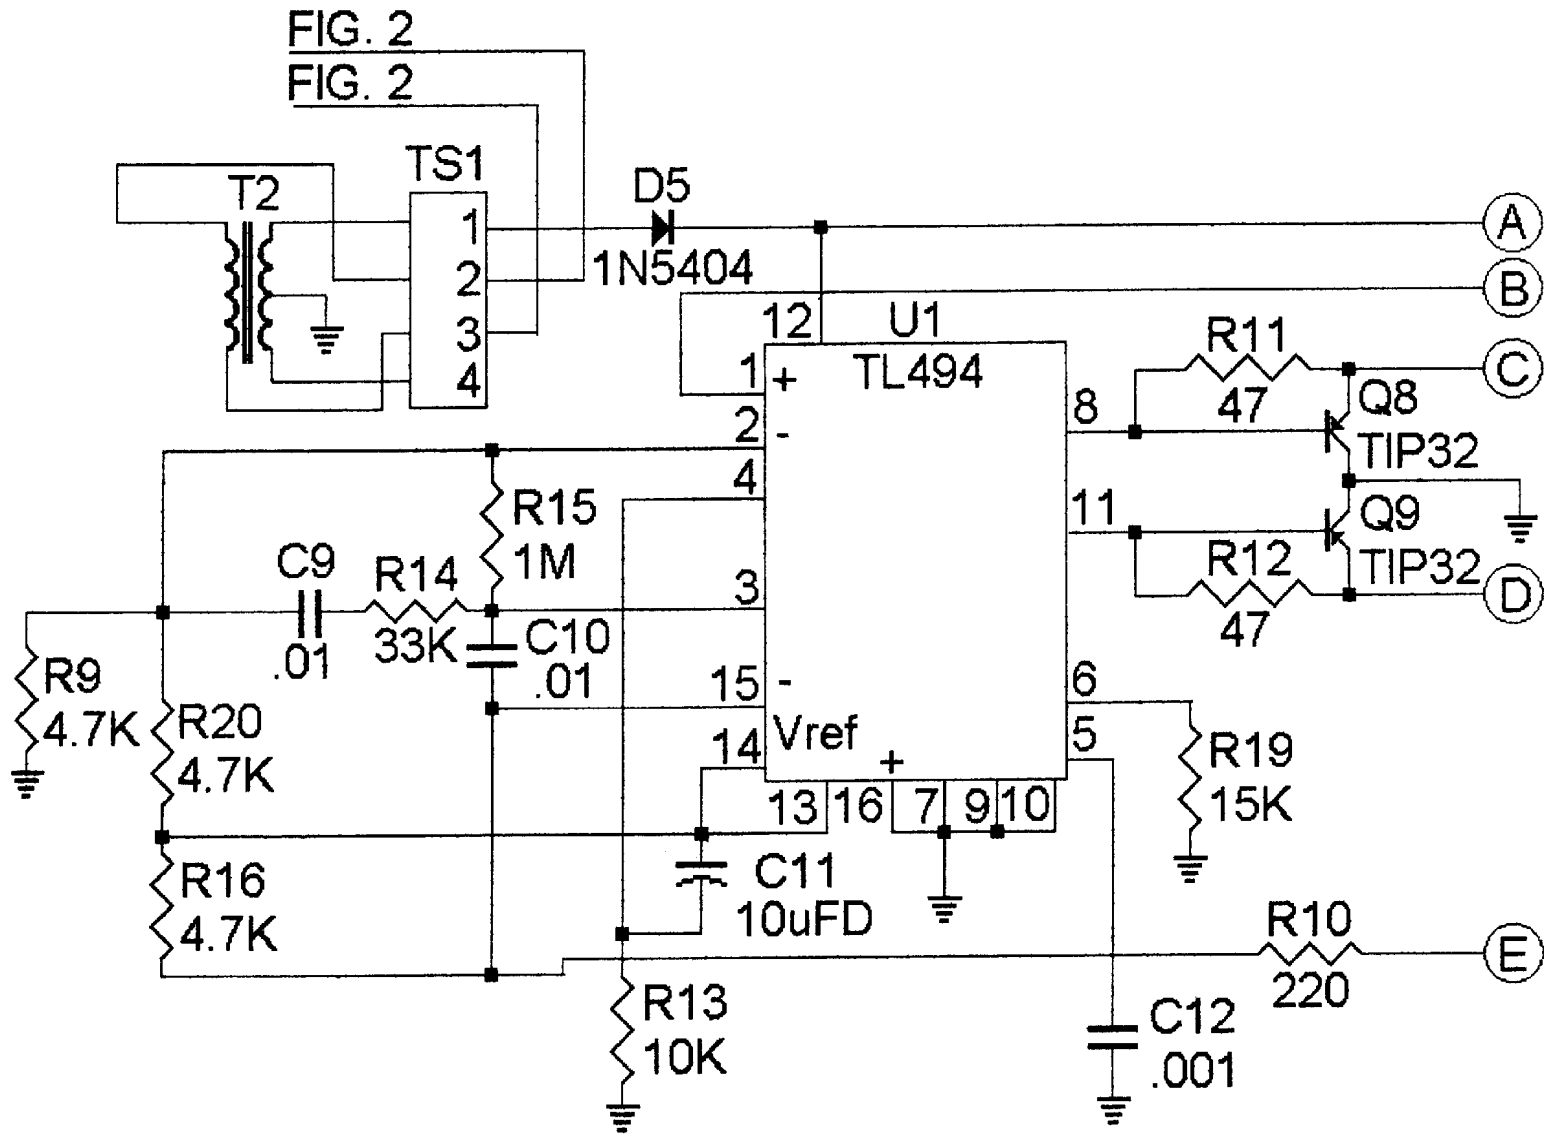 FIG. 2
FIG. 2
TS1
T2
1
2
3
4
D5
1N5404
A
B
C
D
E
U1
TL494
12
1
+
2
-
4
3
15
-
14
Vref
13
16
+
7
9
10
8
11
6
5
R11
47
Q8
TIP32
Q9
TIP32
R12
47
R15
1M
C9
.01
R14
33K
C10
.01
R9
4.7K
R20
4.7K
R16
4.7K
C11
10uFD
R13
10K
R19
15K
R10
220
C12
.001